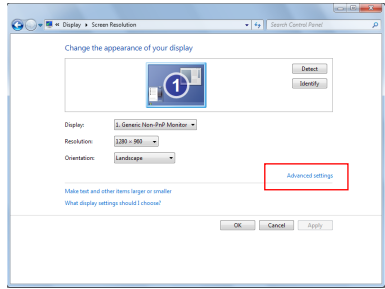 « Display ▸ Screen Resolution
Search Control Panel
Change the appearance of your display
1
Detect
Identify
Display: 1. Generic Non-PnP Monitor
Resolution: 1280 × 960
Orientation: Landscape
Advanced settings
Make text and other items larger or smaller
What display settings should I choose?
OK Cancel Apply